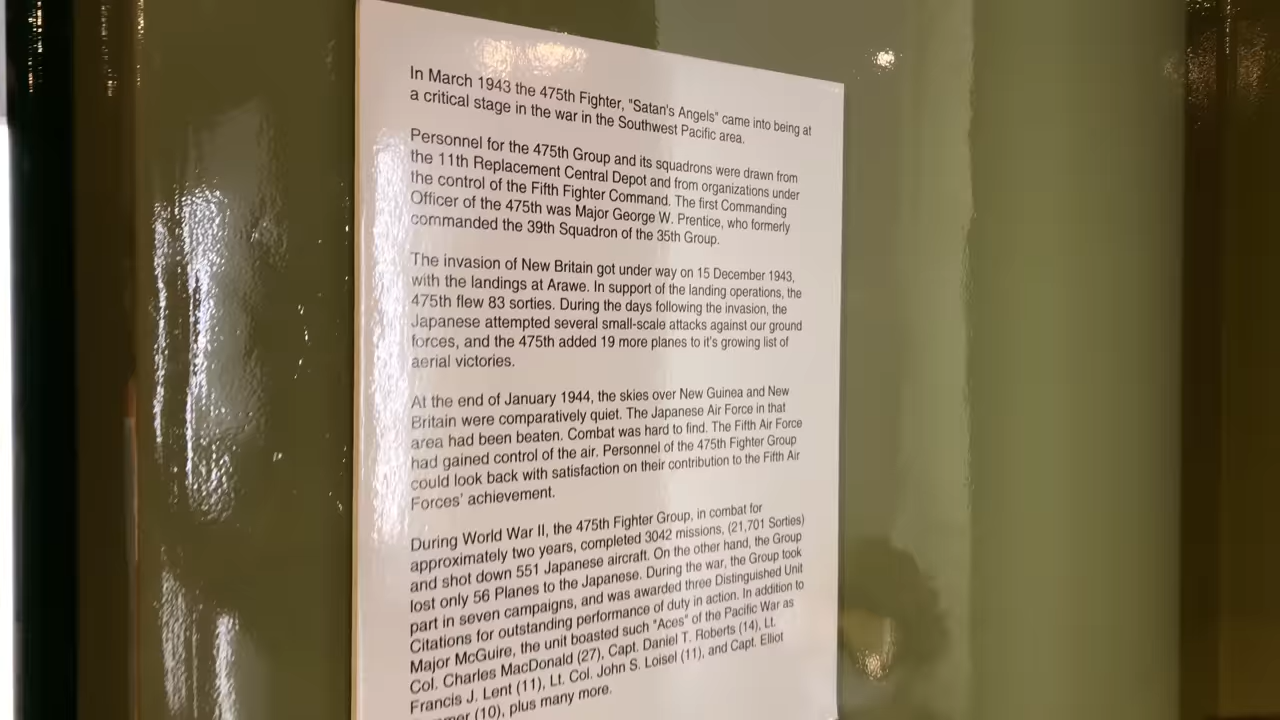 In March 1943 the 475th Fighter, "Satan's Angels" came into being at
a critical stage in the war in the Southwest Pacific area.
Personnel for the 475th Group and its squadrons were drawn from
the 11th Replacement Central Depot and from organizations under
the control of the Fifth Fighter Command. The first Commanding
Officer of the 475th was Major George W. Prentice, who formerly
commanded the 39th Squadron of the 35th Group.
The invasion of New Britain got under way on 15 December 1943,
with the landings at Arawe. In support of the landing operations, the
475th flew 83 sorties. During the days following the invasion, the
Japanese attempted several small-scale attacks against our ground
forces, and the 475th added 19 more planes to it's growing list of
aerial victories.
At the end of January 1944, the skies over New Guinea and New
Britain were comparatively quiet. The Japanese Air Force in that
area had been beaten. Combat was hard to find. The Fifth Air Force
had gained control of the air. Personnel of the 475th Fighter Group
could look back with satisfaction on their contribution to the Fifth Air
Forces' achievement.
During World War II, the 475th Fighter Group, in combat for
approximately two years, completed 3042 missions, (21,701 Sorties)
and shot down 551 Japanese aircraft. On the other hand, the Group
lost only 56 Planes to the Japanese. During the war, the Group took
part in seven campaigns, and was awarded three Distinguished Unit
Citations for outstanding performance of duty in action. In addition to
Major McGuire, the unit boasted such "Aces" of the Pacific War as
Col. Charles MacDonald (27), Capt. Daniel T. Roberts (14), Lt.
Francis J. Lent (11), Lt. Col. John S. Loisel (11), and Capt. Elliot
(10), plus many more.